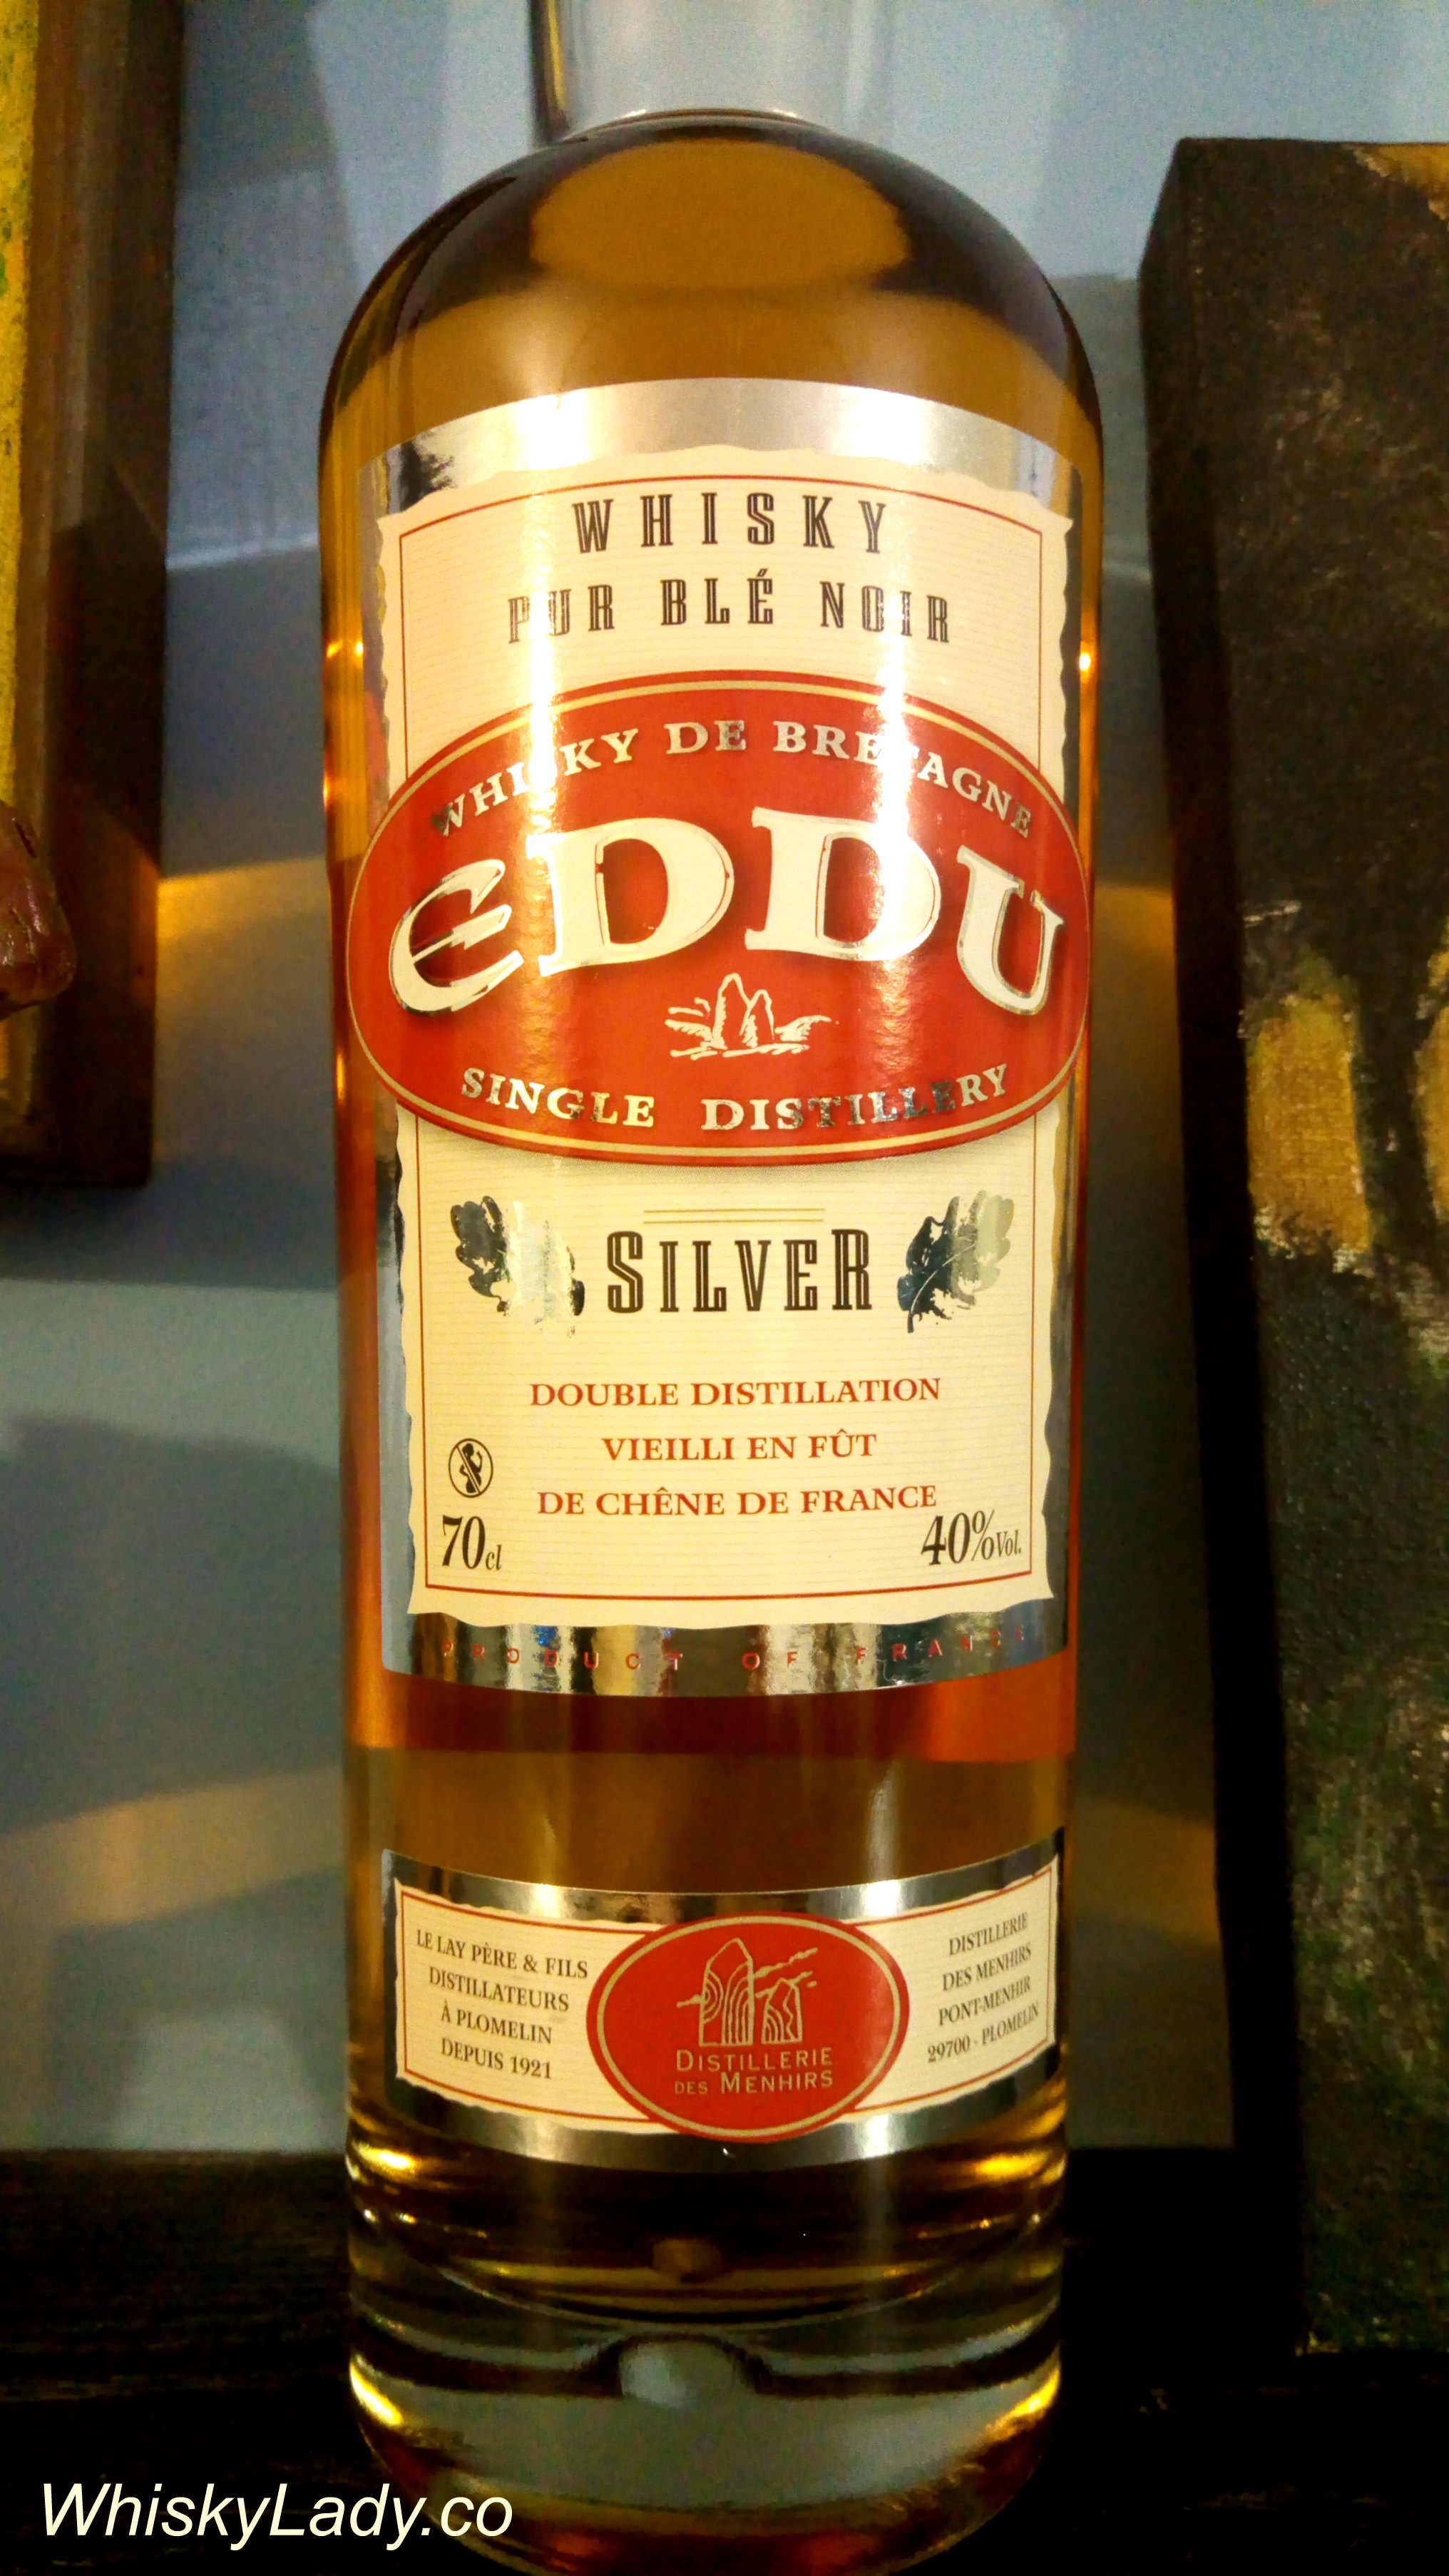 WHISKY
PUR BLÉ NOIR
WHISKY DE BRETAGNE
EDDU
SINGLE DISTILLERY
SILVER
DOUBLE DISTILLATION
VIEILLI EN FÛT
DE CHÊNE DE FRANCE
70cl
40%Vol.
PRODUCT OF FRANCE
LE LAY PÈRE & FILS
DISTILLATEURS
À PLOMELIN
DEPUIS 1921
DISTILLERIE
DES MENHIRS
DISTILLERIE
DES MENHIRS
PONT-MENHIR
29700 - PLOMELIN
WhiskyLady.co